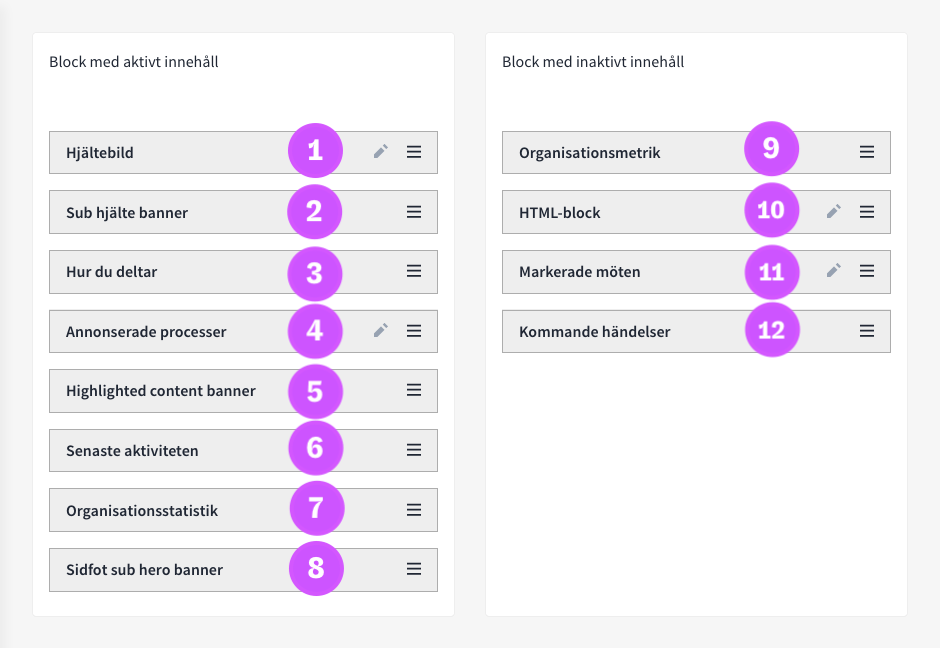 Block med aktivt innehåll
Hjältebild 1
Sub hjälte banner 2
Hur du deltar 3
Annonserade processer 4
Highlighted content banner 5
Senaste aktiviteten 6
Organisationsstatistik 7
Sidfot sub hero banner 8
Block med inaktivt innehåll
Organisationsmetrik 9
HTML-block 10
Markerade möten 11
Kommande händelser 12